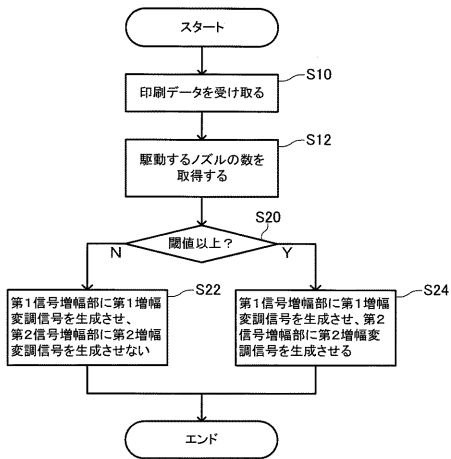 スタート
S10
印刷データを受け取る
S12
駆動するノズルの数を
取得する
S20
閾値以上？
N
Y
S22
第1信号増幅部に第1増幅
変調信号を生成させ、
第2信号増幅部に第2増幅
変調信号を生成させない
S24
第1信号増幅部に第1増幅
変調信号を生成させ、第2
信号増幅部に第2増幅変
調信号を生成させる
エンド